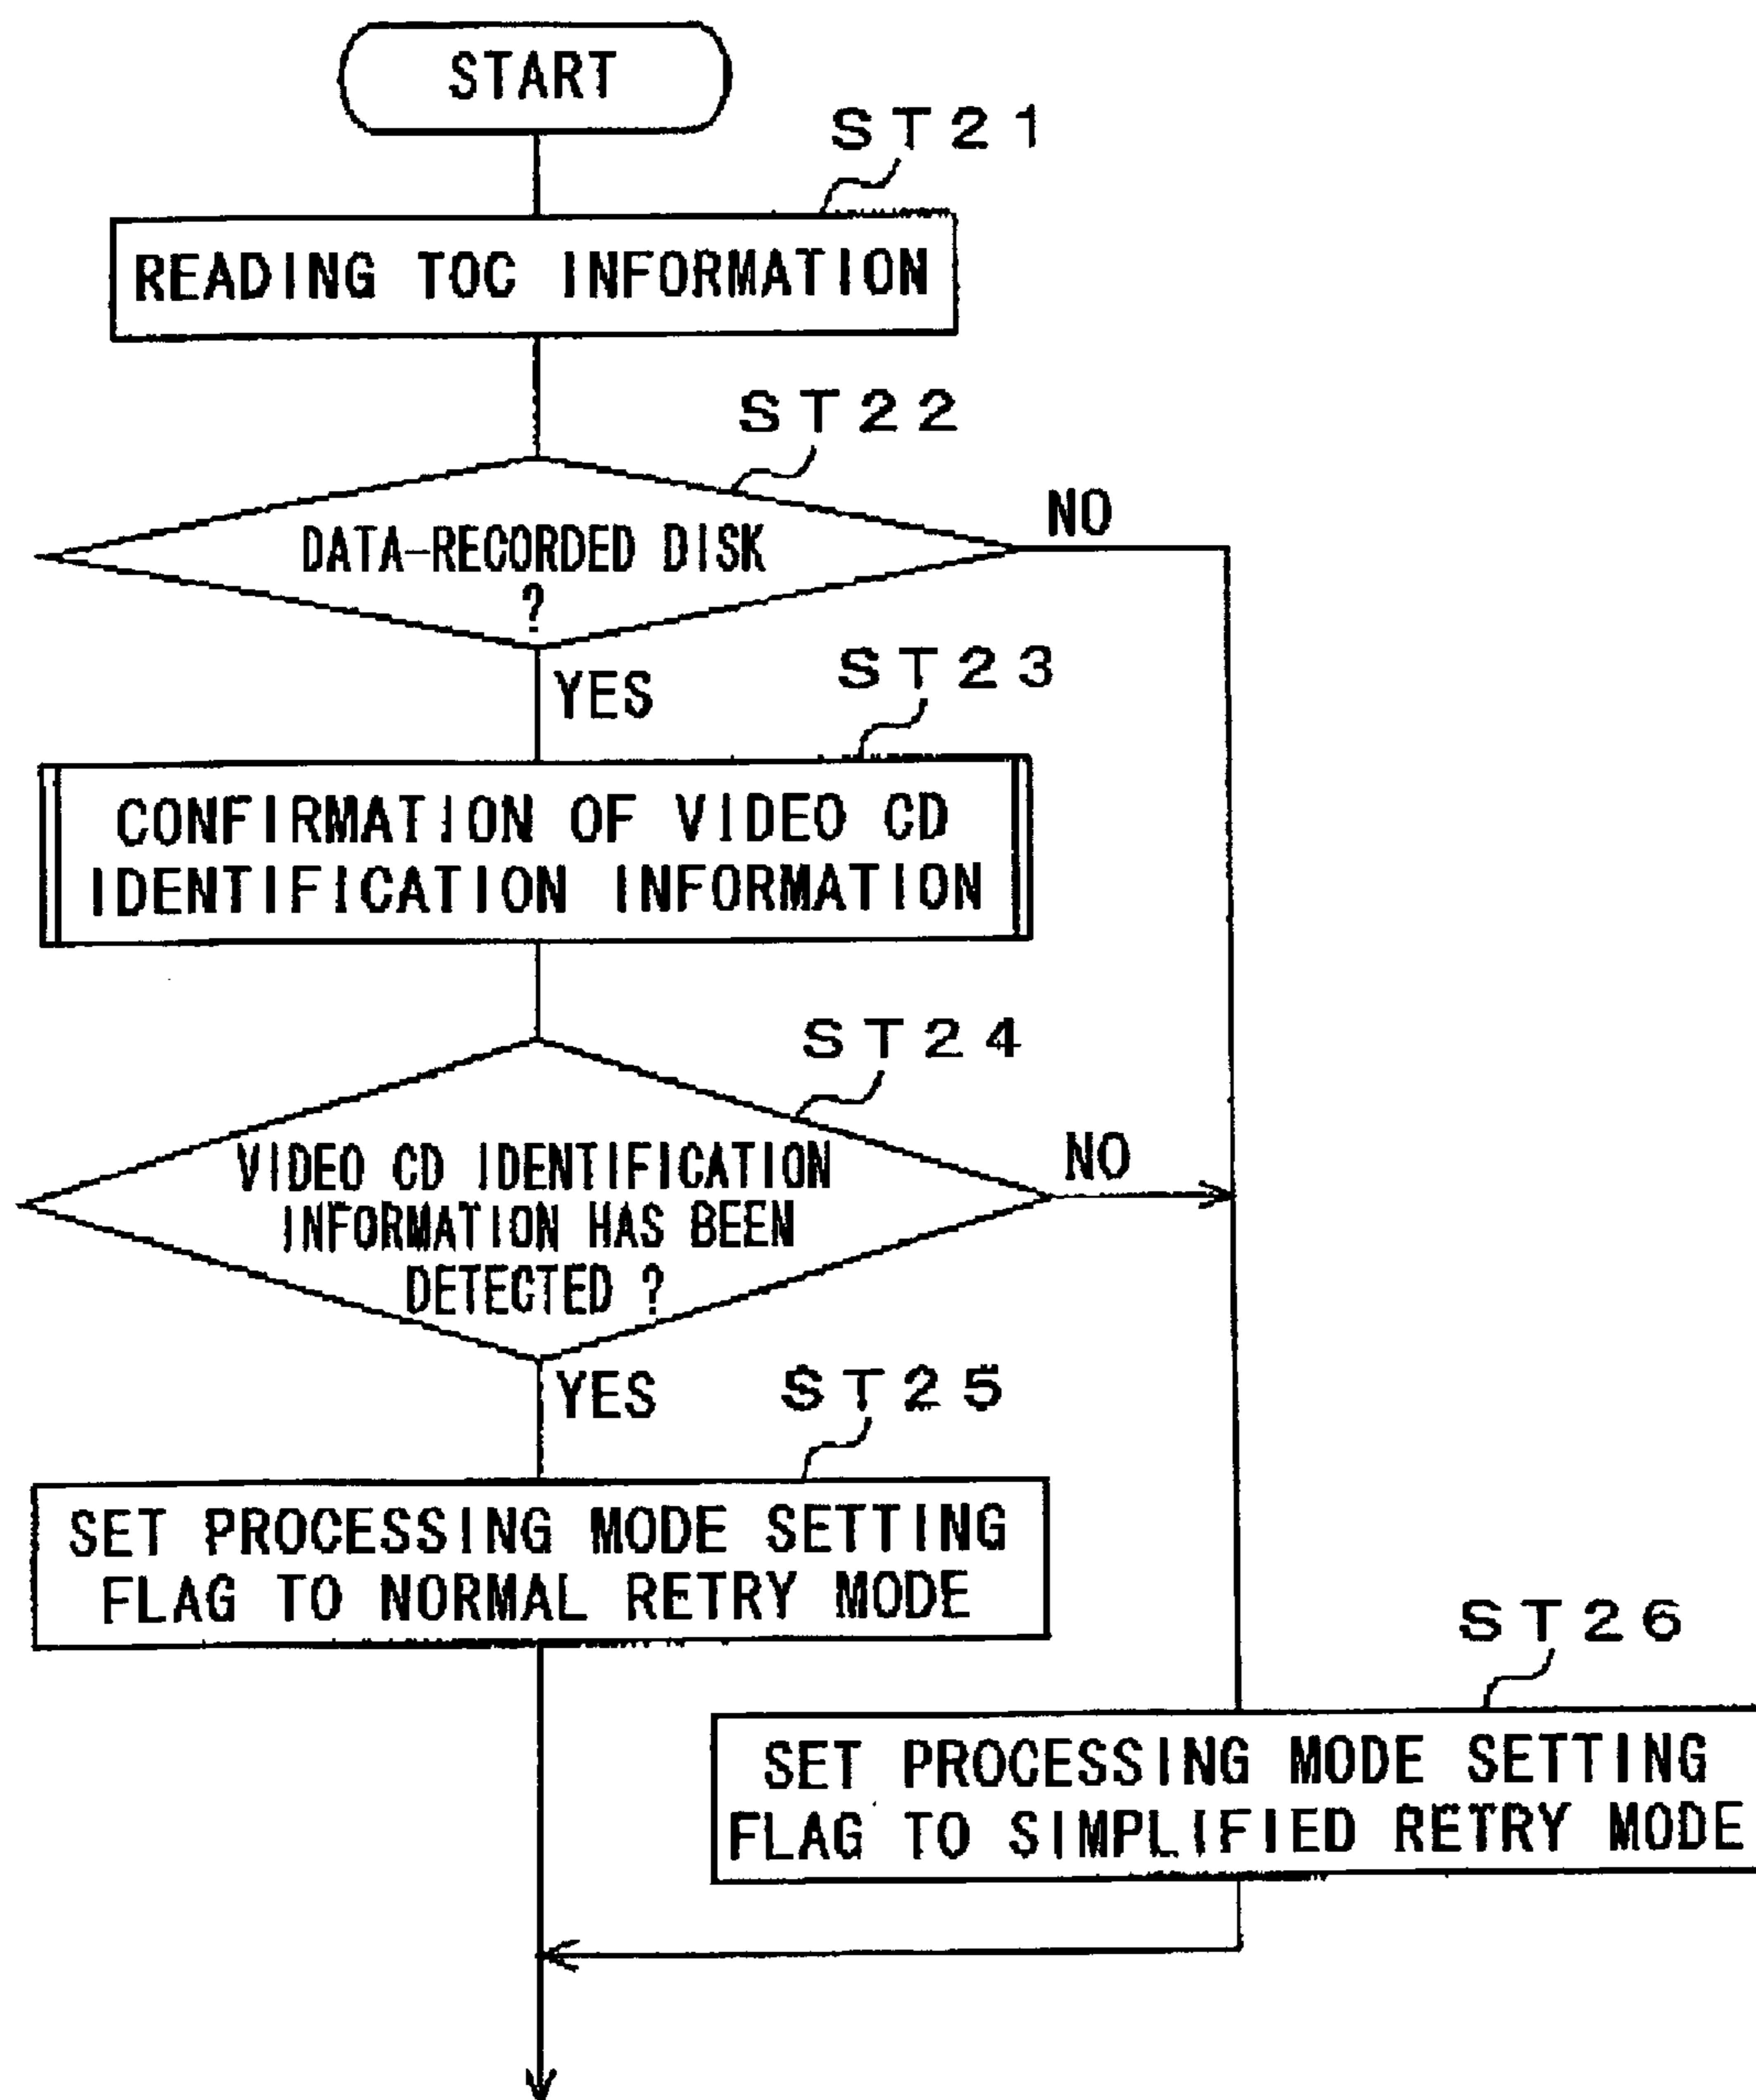 START
ST21
READING TOC INFORMATION
ST22
DATA-RECORDED DISK
?
NO
YES
ST23
CONFIRMATION OF VIDEO CD
IDENTIFICATION INFORMATION
ST24
VIDEO CD IDENTIFICATION
INFORMATION HAS BEEN
DETECTED ?
NO
YES
ST25
SET PROCESSING MODE SETTING
FLAG TO NORMAL RETRY MODE
ST26
SET PROCESSING MODE SETTING
FLAG TO SIMPLIFIED RETRY MODE